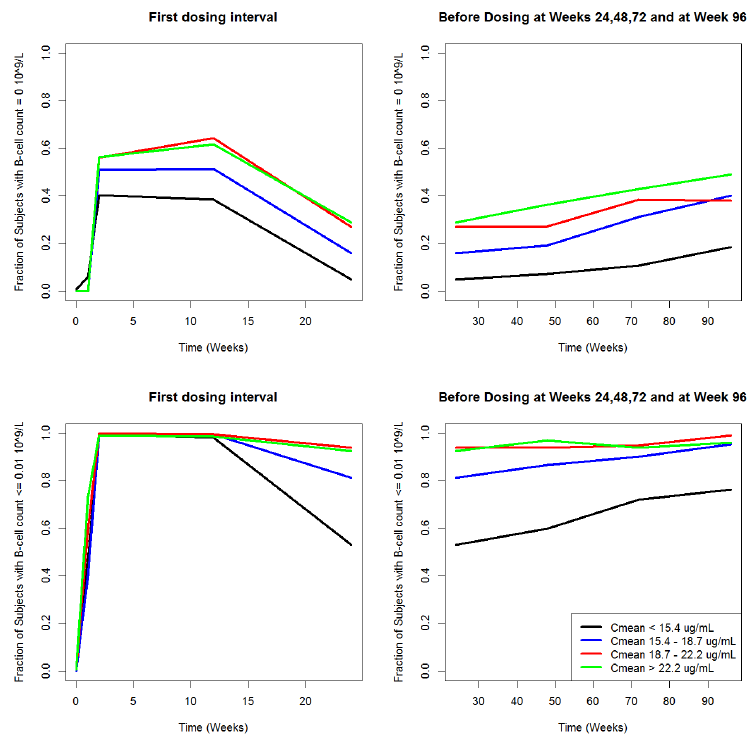 First dosing interval
Before Dosing at Weeks 24,48,72 and at Week 96
Fraction of Subjects with B-cell count = 0 10^9/L
0.0 0.2 0.4 0.6 0.8 1.0
0 5 10 15 20
Time (Weeks)
Fraction of Subjects with B-cell count = 0 10^9/L
0.0 0.2 0.4 0.6 0.8 1.0
30 40 50 60 70 80 90
Time (Weeks)
First dosing interval
Before Dosing at Weeks 24,48,72 and at Week 96
Fraction of Subjects with B-cell count <= 0.01 10^9/L
0.0 0.2 0.4 0.6 0.8 1.0
0 5 10 15 20
Time (Weeks)
Fraction of Subjects with B-cell count <= 0.01 10^9/L
0.0 0.2 0.4 0.6 0.8 1.0
Cmean < 15.4 ug/mL
Cmean 15.4 - 18.7 ug/mL
Cmean 18.7 - 22.2 ug/mL
Cmean > 22.2 ug/mL
30 40 50 60 70 80 90
Time (Weeks)